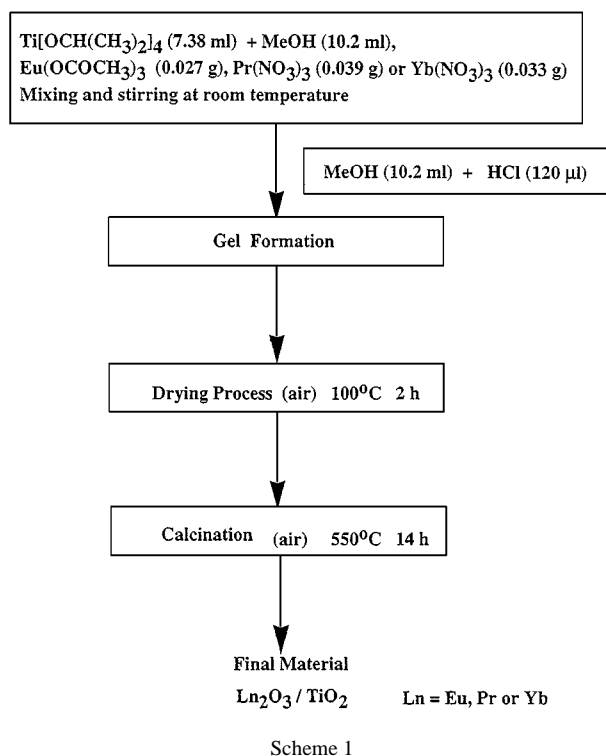 Ti[OCH(CH₃)₂]₄ (7.38 ml) + MeOH (10.2 ml),
Eu(OCOCH₃)₃ (0.027 g), Pr(NO₃)₃ (0.039 g) or Yb(NO₃)₃ (0.033 g)
Mixing and stirring at room temperature
MeOH (10.2 ml) + HCl (120 µl)
Gel Formation
Drying Process (air) 100⁰C 2 h
Calcination (air) 550⁰C 14 h
Final Material
Ln₂O₃ / TiO₂ Ln = Eu, Pr or Yb
Scheme 1